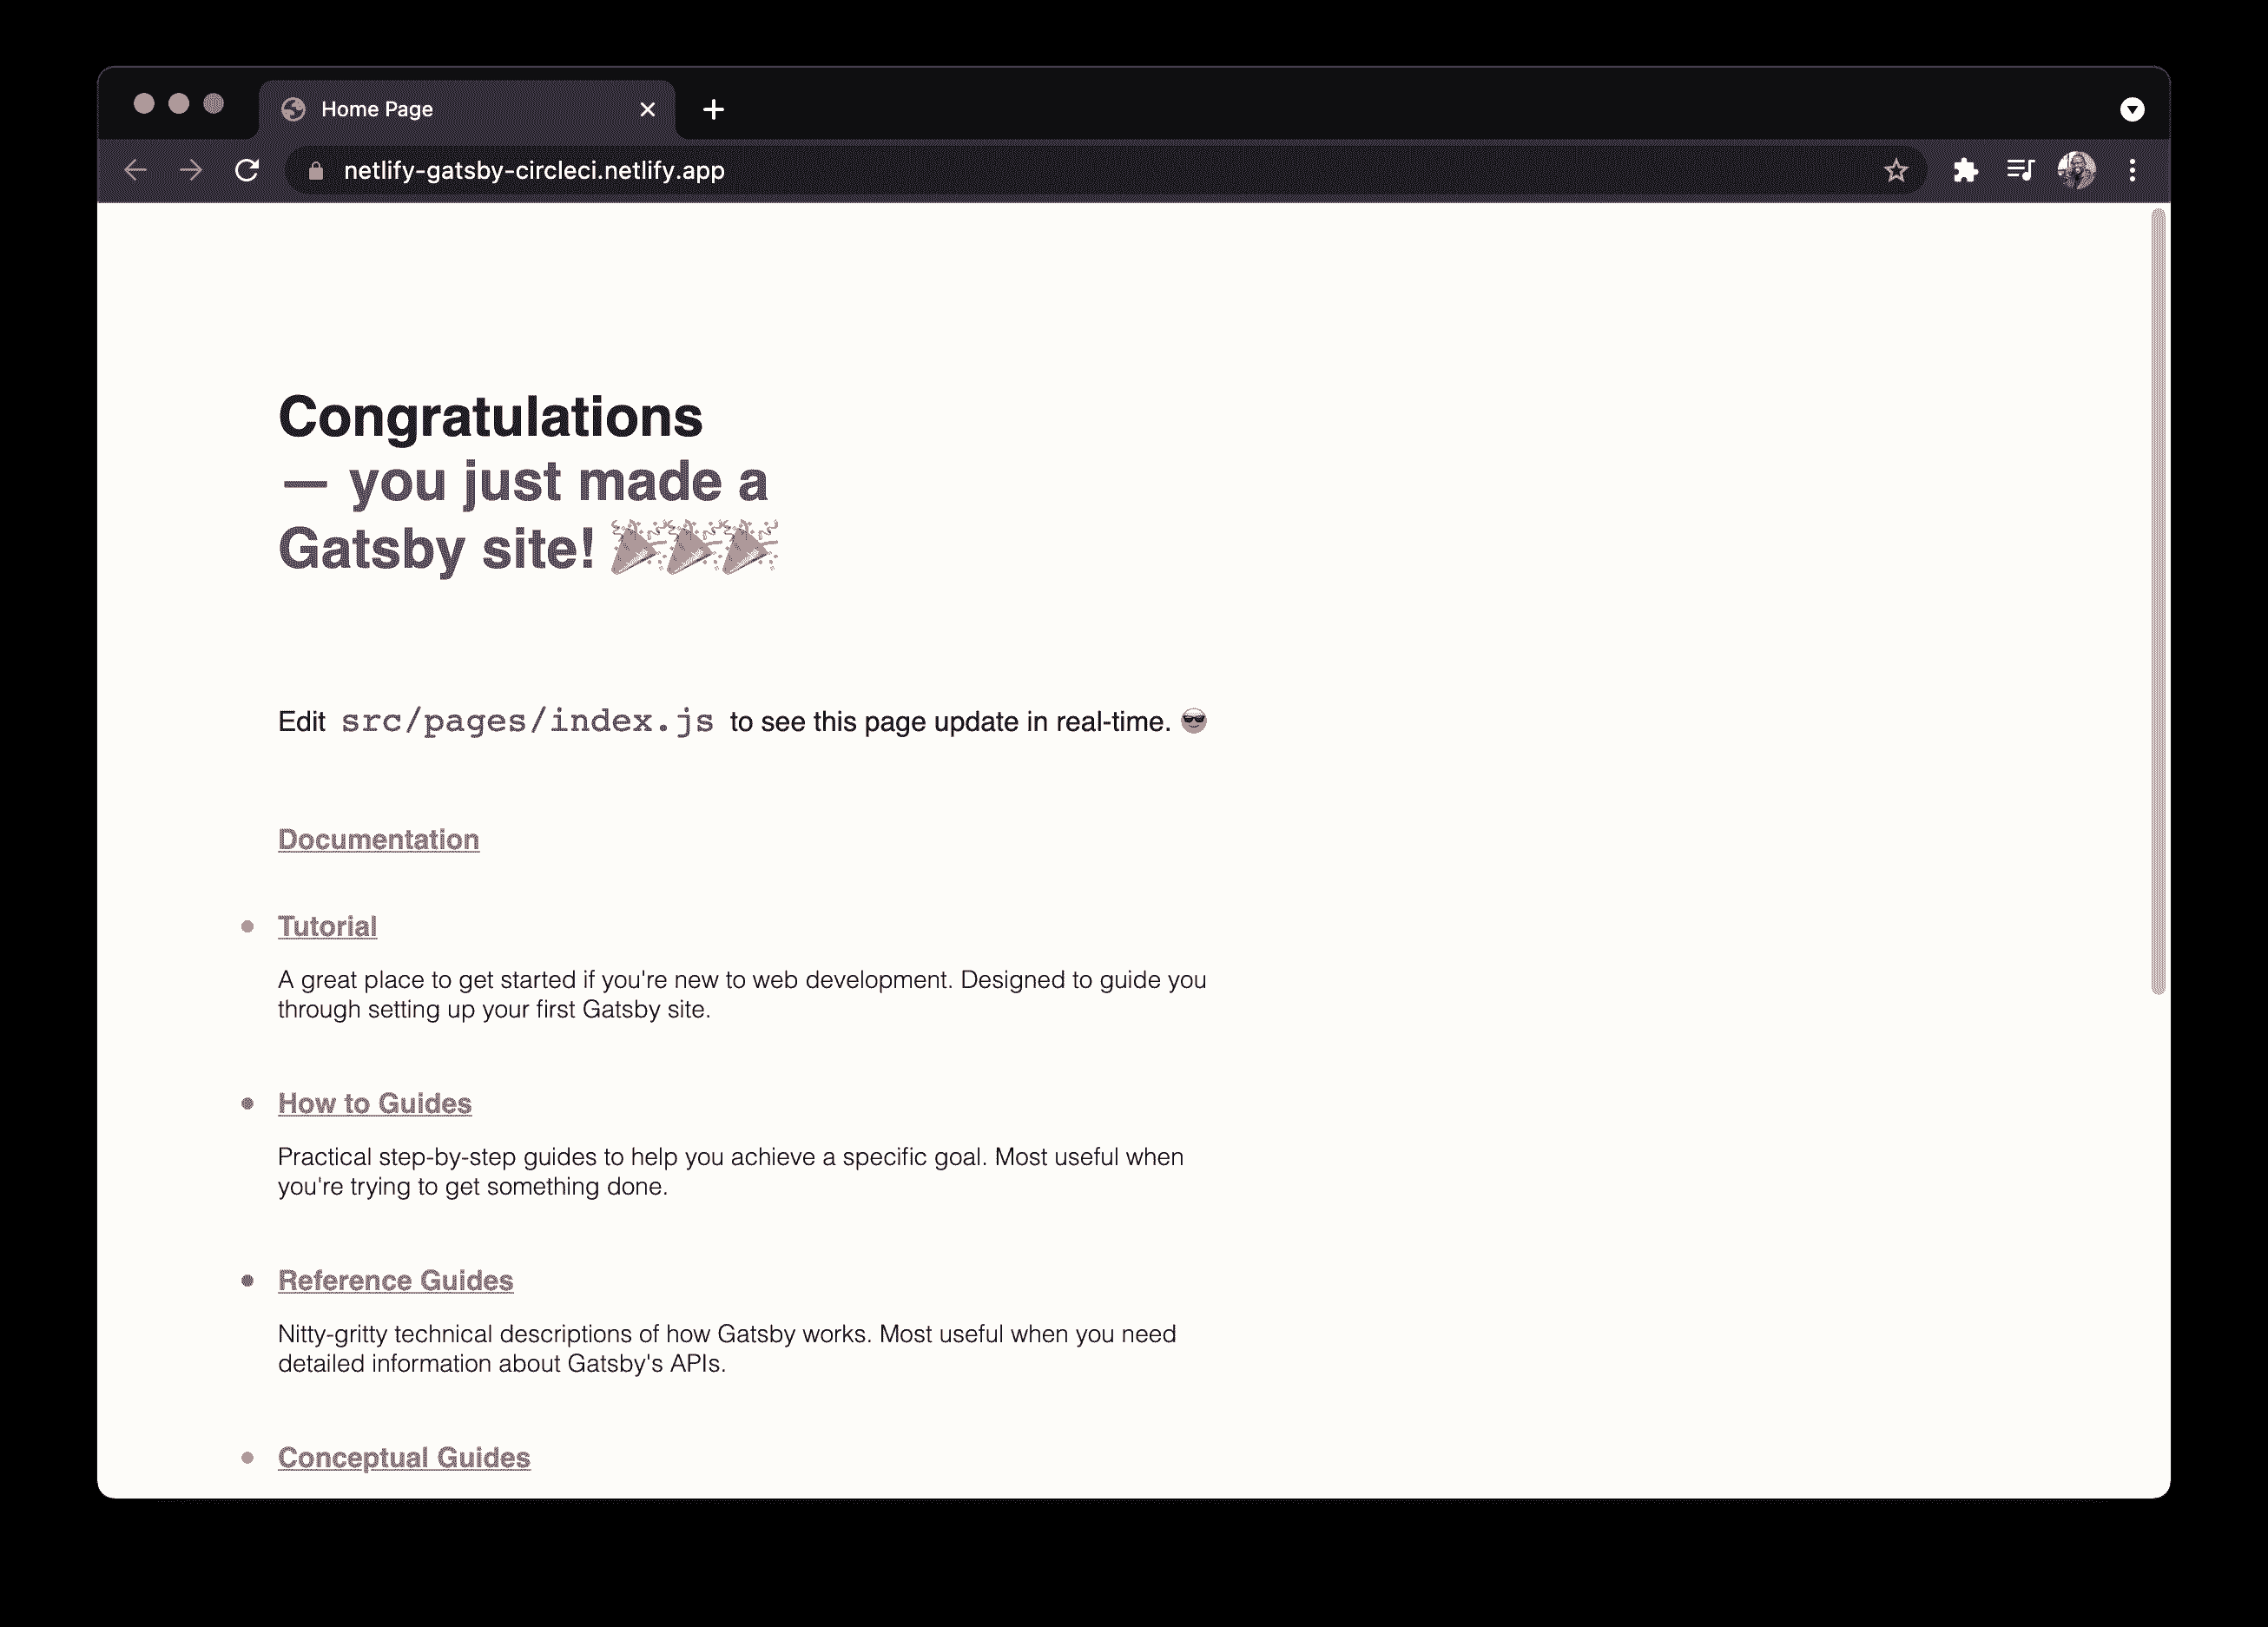 Home Page
netlify-gatsby-circleci.netlify.app
Congratulations
— you just made a
Gatsby site! 🎉🎉🎉
Edit src/pages/index.js to see this page update in real-time. 😎
Documentation
Tutorial
A great place to get started if you're new to web development. Designed to guide you
through setting up your first Gatsby site.
How to Guides
Practical step-by-step guides to help you achieve a specific goal. Most useful when
you're trying to get something done.
Reference Guides
Nitty-gritty technical descriptions of how Gatsby works. Most useful when you need
detailed information about Gatsby's APIs.
Conceptual Guides